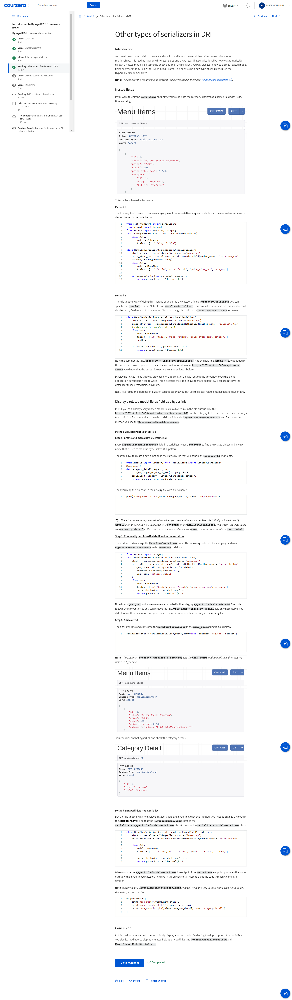 coursera
Search in course
Search
English
R
RAJARAJAN.R.R.N....
Hide menu
Introduction to Django REST Framework
(DRF)
Django REST framework essentials
Video: Serializers
4 min
Video: Model serializers
2 min
Video: Relationship serializers
3 min
Reading: Other types of serializers in DRF
17 min
Video: Deserialization and validation
4 min
Video: Renderers
5 min
Reading: Different types of renderers
17 min
Lab: Exercise: Restaurant menu API using
serialization
1h
Reading: Solution: Restaurant menu API using
serialization
15 min
Practice Quiz: Self review: Restaurant menu API
using serialization
Week 2
Other types of serializers in DRF
Previous
Next
Other types of serializers in DRF
Introduction
You now know about serializers in DRF and you learned how to use model serializers to serialize model
relationships. This reading has some interesting tips and tricks regarding serialization, like how to automatically
display a nested model field using the depth option of the serializer. You will also learn how to display related model
fields as hyperlinks by using the HyperlinkedRelatedField or by using a new type of serializer called the
HyperlinkedModelSerializer.
Note: The code for this reading builds on what you just learned in the video, Relationship serializers .
Nested fields
If you were to visit the menu-items endpoint, you would note the category displays as a nested field with its id,
title, and slug.
Menu Items
OPTIONS
GET
GET /api/menu-items
HTTP 200 OK
Allow: OPTIONS, GET
Content-Type: application/json
Vary: Accept
[
{
"id": 1,
"title": "Butter Scotch Icecream",
"price": "2.95",
"stock": 100,
"price_after_tax": 3.245,
"category": {
"id": 1,
"slug": "icecream",
"title": "IceCream"
}
},
This can be achieved in two ways.
Method 1
The first way to do this is to create a category serializer in serializers.py and include it in the menu item serializer as
demonstrated in the code below.
1 from rest_framework import serializers
2 from decimal import Decimal
3 from .models import MenuItem, Category
4 class CategorySerializer (serializers.ModelSerializer):
5 class Meta:
6 model = Category
7 fields = ['id','slug','title']
8
9 class MenuItemSerializer(serializers.ModelSerializer):
10 stock = serializers.IntegerField(source='inventory')
11 price_after_tax = serializers.SerializerMethodField(method_name = 'calculate_tax')
12 category = CategorySerializer()
13 class Meta:
14 model = MenuItem
15 fields = ['id','title','price','stock', 'price_after_tax','category']
16
17 def calculate_tax(self, product:MenuItem):
18 return product.price * Decimal(1.1)
Method 2
There is another way of doing this. Instead of declaring the category field as CategorySerializer you can
specify that depth=1 is in the Meta class in MenuItemSerializer. This way, all relationships in this serializer will
display every field related to that model. You can change the code of the MenuItemSerializer as below.
1 class MenuItemSerializer(serializers.ModelSerializer):
2 stock = serializers.IntegerField(source='inventory')
3 price_after_tax = serializers.SerializerMethodField(method_name = 'calculate_tax')
4 # category = CategorySerializer()
5 class Meta:
6 model = MenuItem
7 fields = ['id','title','price','stock', 'price_after_tax','category']
8 depth = 1
9
10 def calculate_tax(self, product:MenuItem):
11 return product.price * Decimal(1.1)
Note the commented line, category = CategorySerializer(). And the new line, depth = 1, was added in
the Meta class. Now, if you were to visit the menu items endpoint at http://127.0.0.1:8000/api/menu-
items you'd note that the output is exactly the same as it was before.
Displaying nested fields this way provides more information. It also reduces the amount of code the client
application developers need to write. This is because they do not have to make separate API calls to retrieve the
details for those nested fields anymore.
Next, let's focus on different serialization techniques that you can use to display related model fields as hyperlinks.
Display a related model fields field as a hyperlink
In DRF you can display every related model field as a hyperlink in the API output. Like this:
http://127.0.0.1:8000/api/category/{categoryId} for the category field. There are two different ways
to do this. The first method is to use the serializer field called HyperlinkedRelatedField and for the second
method you use the HyperlinkedModelSerializer.
Method 1: HyperlinkedRelatedField
Step 1: Create and map a new view function
Every HyperlinkedRelatedField field in a serializer needs a queryset to find the related object and a view
name that is used to map the hyperlinked URL pattern.
Thus you have to create a new function in the views.py file that will handle the categoryId endpoints.
1 from .models import Category from .serializers import CategorySerializer
2 @api_view()
3 def category_detail(request, pk):
4 category = get_object_or_404(Category,pk=pk)
5 serialized_category = CategorySerializer(category)
6 return Response(serialized_category.data)
Then you map this function in the urls.py file with a view name.
1 path('category/<int:pk>',views.category_detail, name='category-detail')
Tip: There is a convention you must follow when you create this view name. The rule is that you have to add -
detail after the related field name, which is category in the MenuItemSerializer. This is why the view name
was category-detail in this code. If the related field name was user, the view name would be user-detail.
Step 2: Create a HyperLinkedRelatedField in the serializer
The next step is to change the MenuItemSerializer code. The following code sets the category field as a
HyperLinkedRelatedField in the MenuItem serializer.
1 from .models import Category
2 class MenuItemSerializer(serializers.ModelSerializer):
3 stock = serializers.IntegerField(source='inventory')
4 price_after_tax = serializers.SerializerMethodField(method_name = 'calculate_tax')
5 category = serializers.HyperlinkedRelatedField(
6 queryset = Category.objects.all(),
7 view_name='category-detail'
8 )
9 class Meta:
10 model = MenuItem
11 fields = ['id','title','price','stock', 'price_after_tax','category']
12 def calculate_tax(self, product:MenuItem):
13 return product.price * Decimal(1.1)
Note how a queryset and a view name are provided in the category HyperlinkedRelatedField. The code
follows the convention so you can remove the line, view_name='category-detail. It is only necessary if you
didn't follow the convention and you created the view name in a different way in the urls.py file.
Step 3: Add context
The final step is to add context to the MenuItemSerializer in the menu_items function, as below.
1 serialized_item = MenuItemSerializer(items, many=True, context={'request': request})
Note: The argument context={'request': request} lets the menu-items endpoint display the category
field as a hyperlink.
Menu Items
OPTIONS
GET
GET /api/menu-items
HTTP 200 OK
Allow: GET, OPTIONS
Content-Type: application/json
Vary: Accept
[
{
"id": 1,
"title": "Butter Scotch Icecream",
"price": "2.95",
"stock": 100,
"price_after_tax": 3.245,
"category": "http://127.0.0.1:8000/api/category/1"
},
You can click on that hyperlink and check the category details.
Category Detail
OPTIONS
GET
GET /api/category/1
HTTP 200 OK
Allow: GET, OPTIONS
Content-Type: application/json
Vary: Accept
{
"id": 1,
"slug": "icecream",
"title": "IceCream"
}
Method 2: HyperlinkedModelSerializer
But there is another way to display a category field as a hyperlink. With this method, you need to change the code in
the serializers.py file. so that the MenuItemSerializer extends the
serializers.HyperlinkedModelSerializer class instead of the serializers.ModelSerializer class.
1 class MenuItemSerializer(serializers.HyperlinkedModelSerializer):
2 stock = serializers.IntegerField(source='inventory')
3 price_after_tax = serializers.SerializerMethodField(method_name = 'calculate_tax')
4
5 class Meta:
6 model = MenuItem
7 fields = ['id','title','price','stock', 'price_after_tax','category']
8
9 def calculate_tax(self, product:MenuItem):
10 return product.price * Decimal(1.1)
When you use the HyperlinkedModelSerializer the output of the menu-items endpoint produces the same
output with a hyperlinked category field like in the screenshot in Method 1 but the code is much cleaner and
simpler.
Note: When you use a HyperlinkedModelSerializer, you still need the URL pattern with a view name as you
did in the previous section.
1 urlpatterns = [
2 path('menu-items',views.menu_items),
3 path('menu-items/<int:id>',views.single_item),
4 path('category/<int:pk>',views.category_detail, name='category-detail')
5 ]
Conclusion
In this reading, you learned to automatically display a nested model using the depth option of the serializer.
You also learned how to display a related field as a hyperlink using HyperlinkedRelatedField and
HyperlinkedModelSerializer.
Go to next item
Completed
Like
Dislike
Report an issue